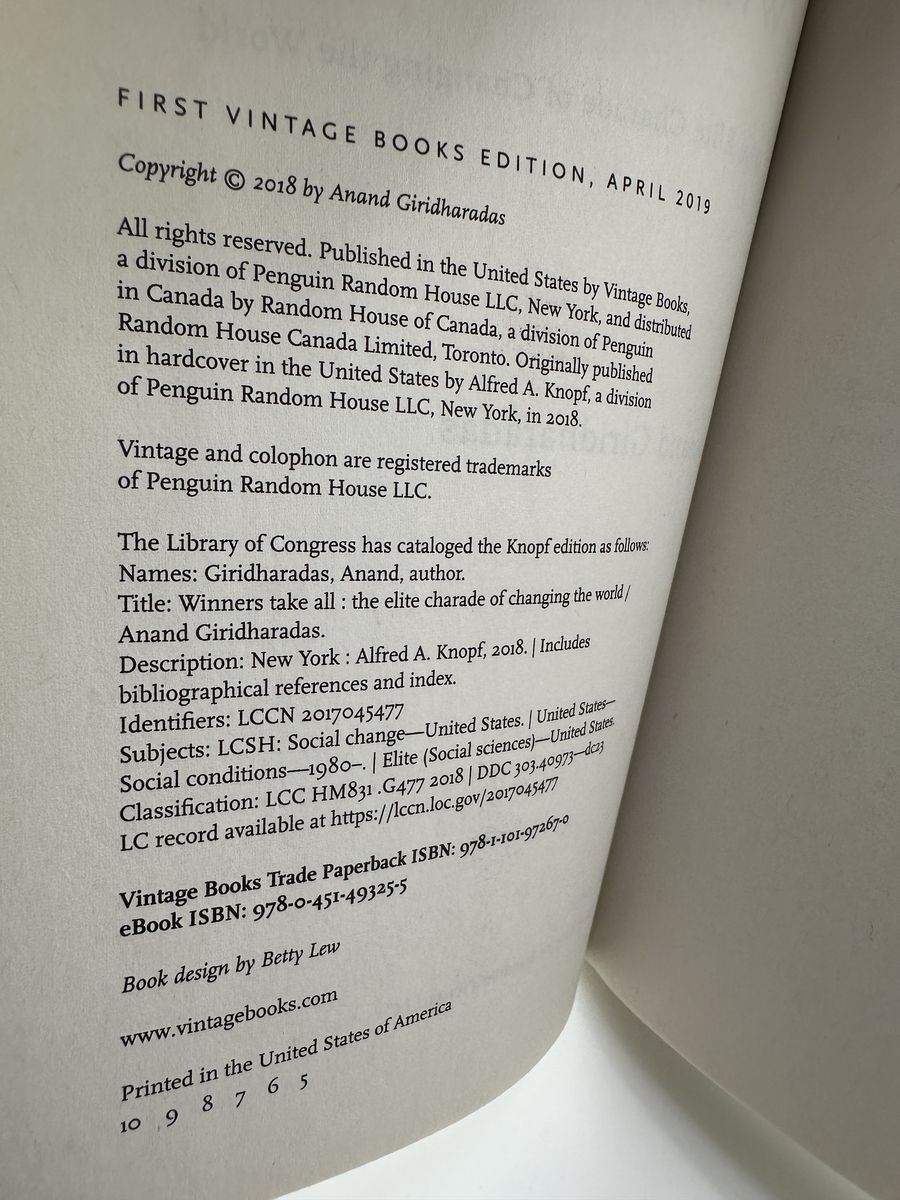 FIRST VINTAGE BOOKS EDITION, APRIL 2019
Copyright © 2018 by Anand Giridharadas
All rights reserved. Published in the United States by Vintage Books,
a division of Penguin Random House LLC, New York, and distributed
in Canada by Random House of Canada, a division of Penguin
Random House Canada Limited, Toronto. Originally published
in hardcover in the United States by Alfred A. Knopf, a division
of Penguin Random House LLC, New York, in 2018.
Vintage and colophon are registered trademarks
of Penguin Random House LLC.
The Library of Congress has cataloged the Knopf edition as follows:
Names: Giridharadas, Anand, author.
Title: Winners take all : the elite charade of changing the world /
Anand Giridharadas.
Description: New York : Alfred A. Knopf, 2018. | Includes
bibliographical references and index.
Identifiers: LCCN 2017045477
Subjects: LCSH: Social change—United States. | United States—
Social conditions—1980–. | Elite (Social sciences)—United States.
Classification: LCC HM831 .G477 2018 | DDC 303.40973—dc23
LC record available at https://lccn.loc.gov/2017045477
Vintage Books Trade Paperback ISBN: 978-1-101-97267-0
eBook ISBN: 978-0-451-49325-5
Book design by Betty Lew
www.vintagebooks.com
Printed in the United States of America
10 9 8 7 6 5